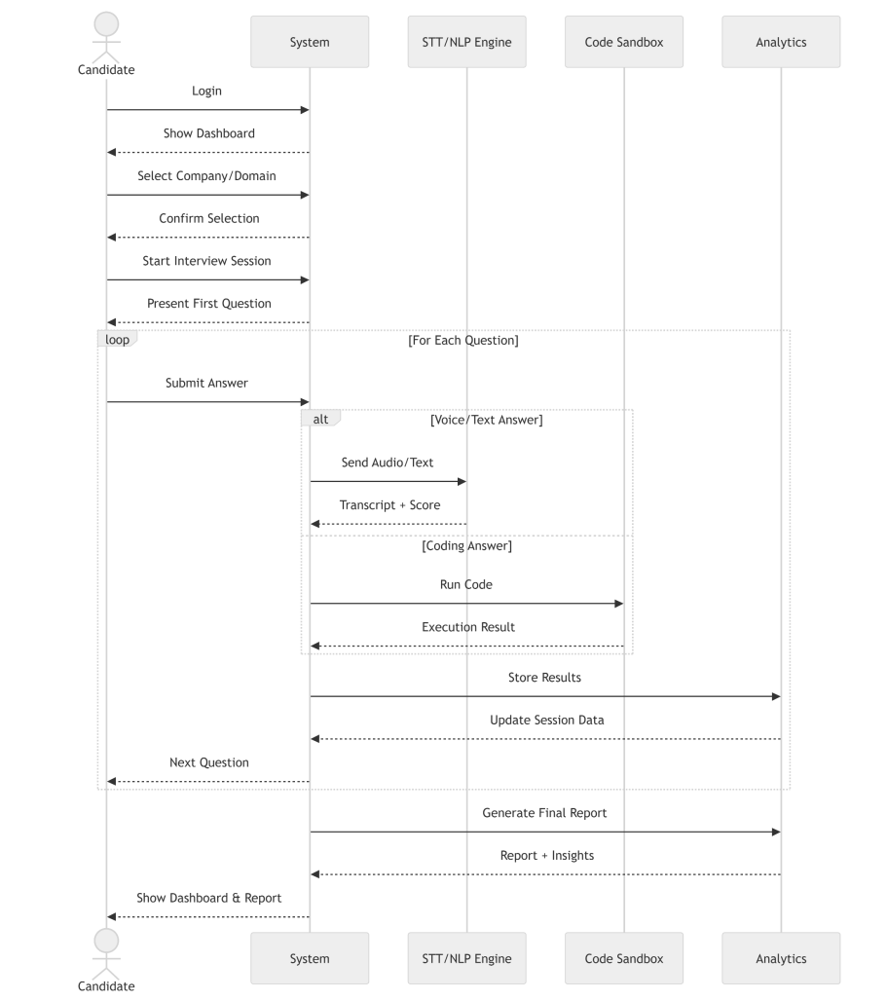 System
STT/NLP Engine
Code Sandbox
Analytics
Candidate
Login
Show Dashboard
Select Company/Domain
Confirm Selection
Start Interview Session
Present First Question
loop
[For Each Question]
Submit Answer
alt
[Voice/Text Answer]
Send Audio/Text
Transcript + Score
[Coding Answer]
Run Code
Execution Result
Store Results
Update Session Data
Next Question
Generate Final Report
Report + Insights
Show Dashboard & Report
System
STT/NLP Engine
Code Sandbox
Analytics
Candidate